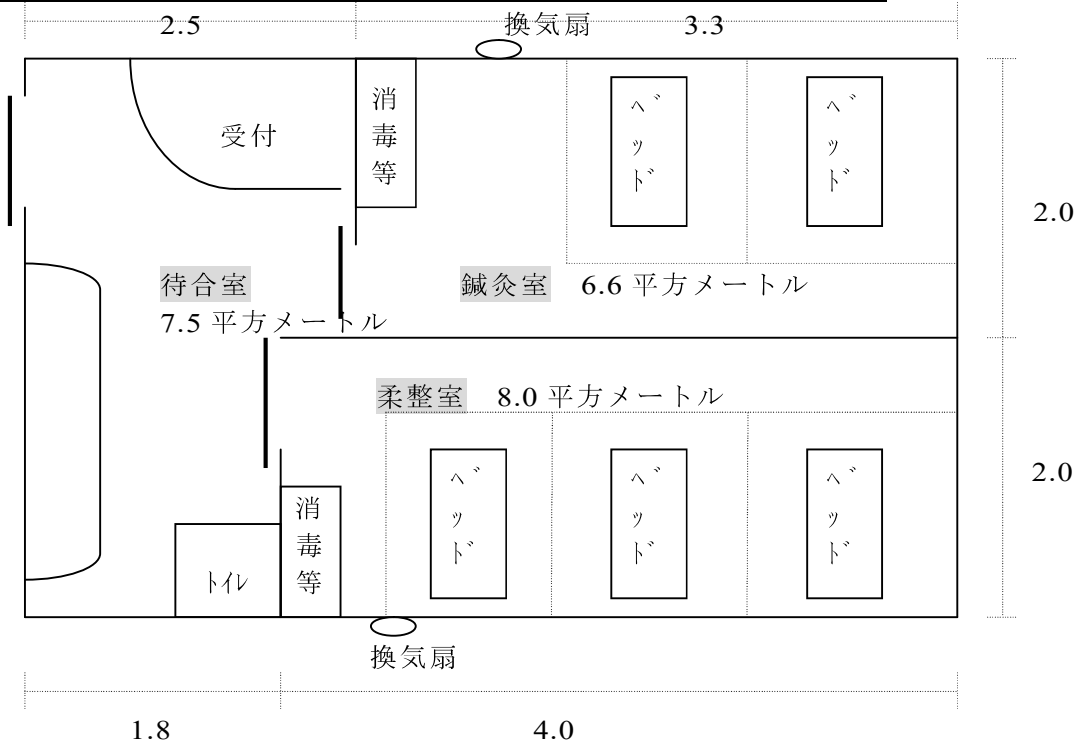 2.5
換気扇
3.3
消毒等
受付
ﾍﾞｯﾄﾞ
ﾍﾞｯﾄﾞ
2.0
待合室
7.5 平方メートル
鍼灸室 6.6 平方メートル
柔整室 8.0 平方メートル
ﾍﾞｯﾄﾞ
ﾍﾞｯﾄﾞ
ﾍﾞｯﾄﾞ
2.0
消毒等
ﾄｲﾚ
換気扇
1.8
4.0